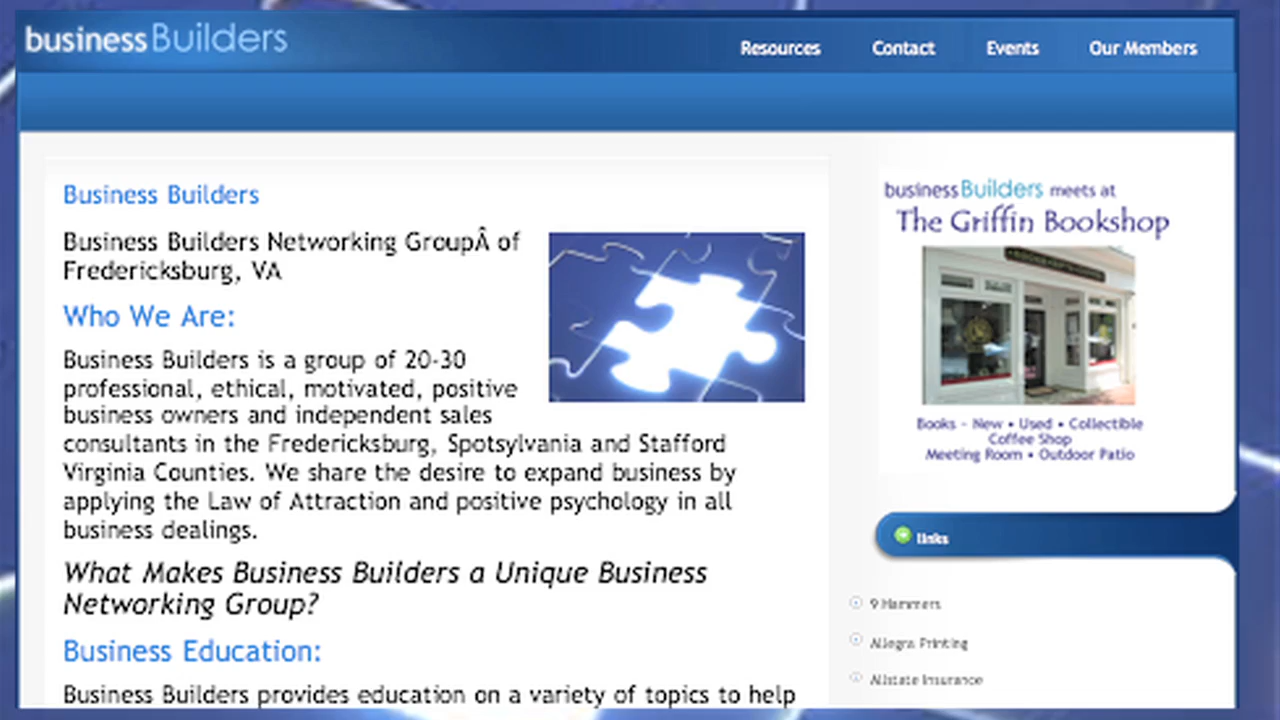 businessBuilders
Resources Contact Events Our Members
Business Builders
Business Builders Networking GroupÂ of
Fredericksburg, VA
Who We Are:
Business Builders is a group of 20-30
professional, ethical, motivated, positive
business owners and independent sales
consultants in the Fredericksburg, Spotsylvania and Stafford
Virginia Counties. We share the desire to expand business by
applying the Law of Attraction and positive psychology in all
business dealings.
What Makes Business Builders a Unique Business
Networking Group?
Business Education:
Business Builders provides education on a variety of topics to help
businessBuilders meets at
The Griffin Bookshop
Books - New • Used • Collectible
Coffee Shop
Meeting Room • Outdoor Patio
links
9 Hammers
Allegra Printing
Allstate Insurance